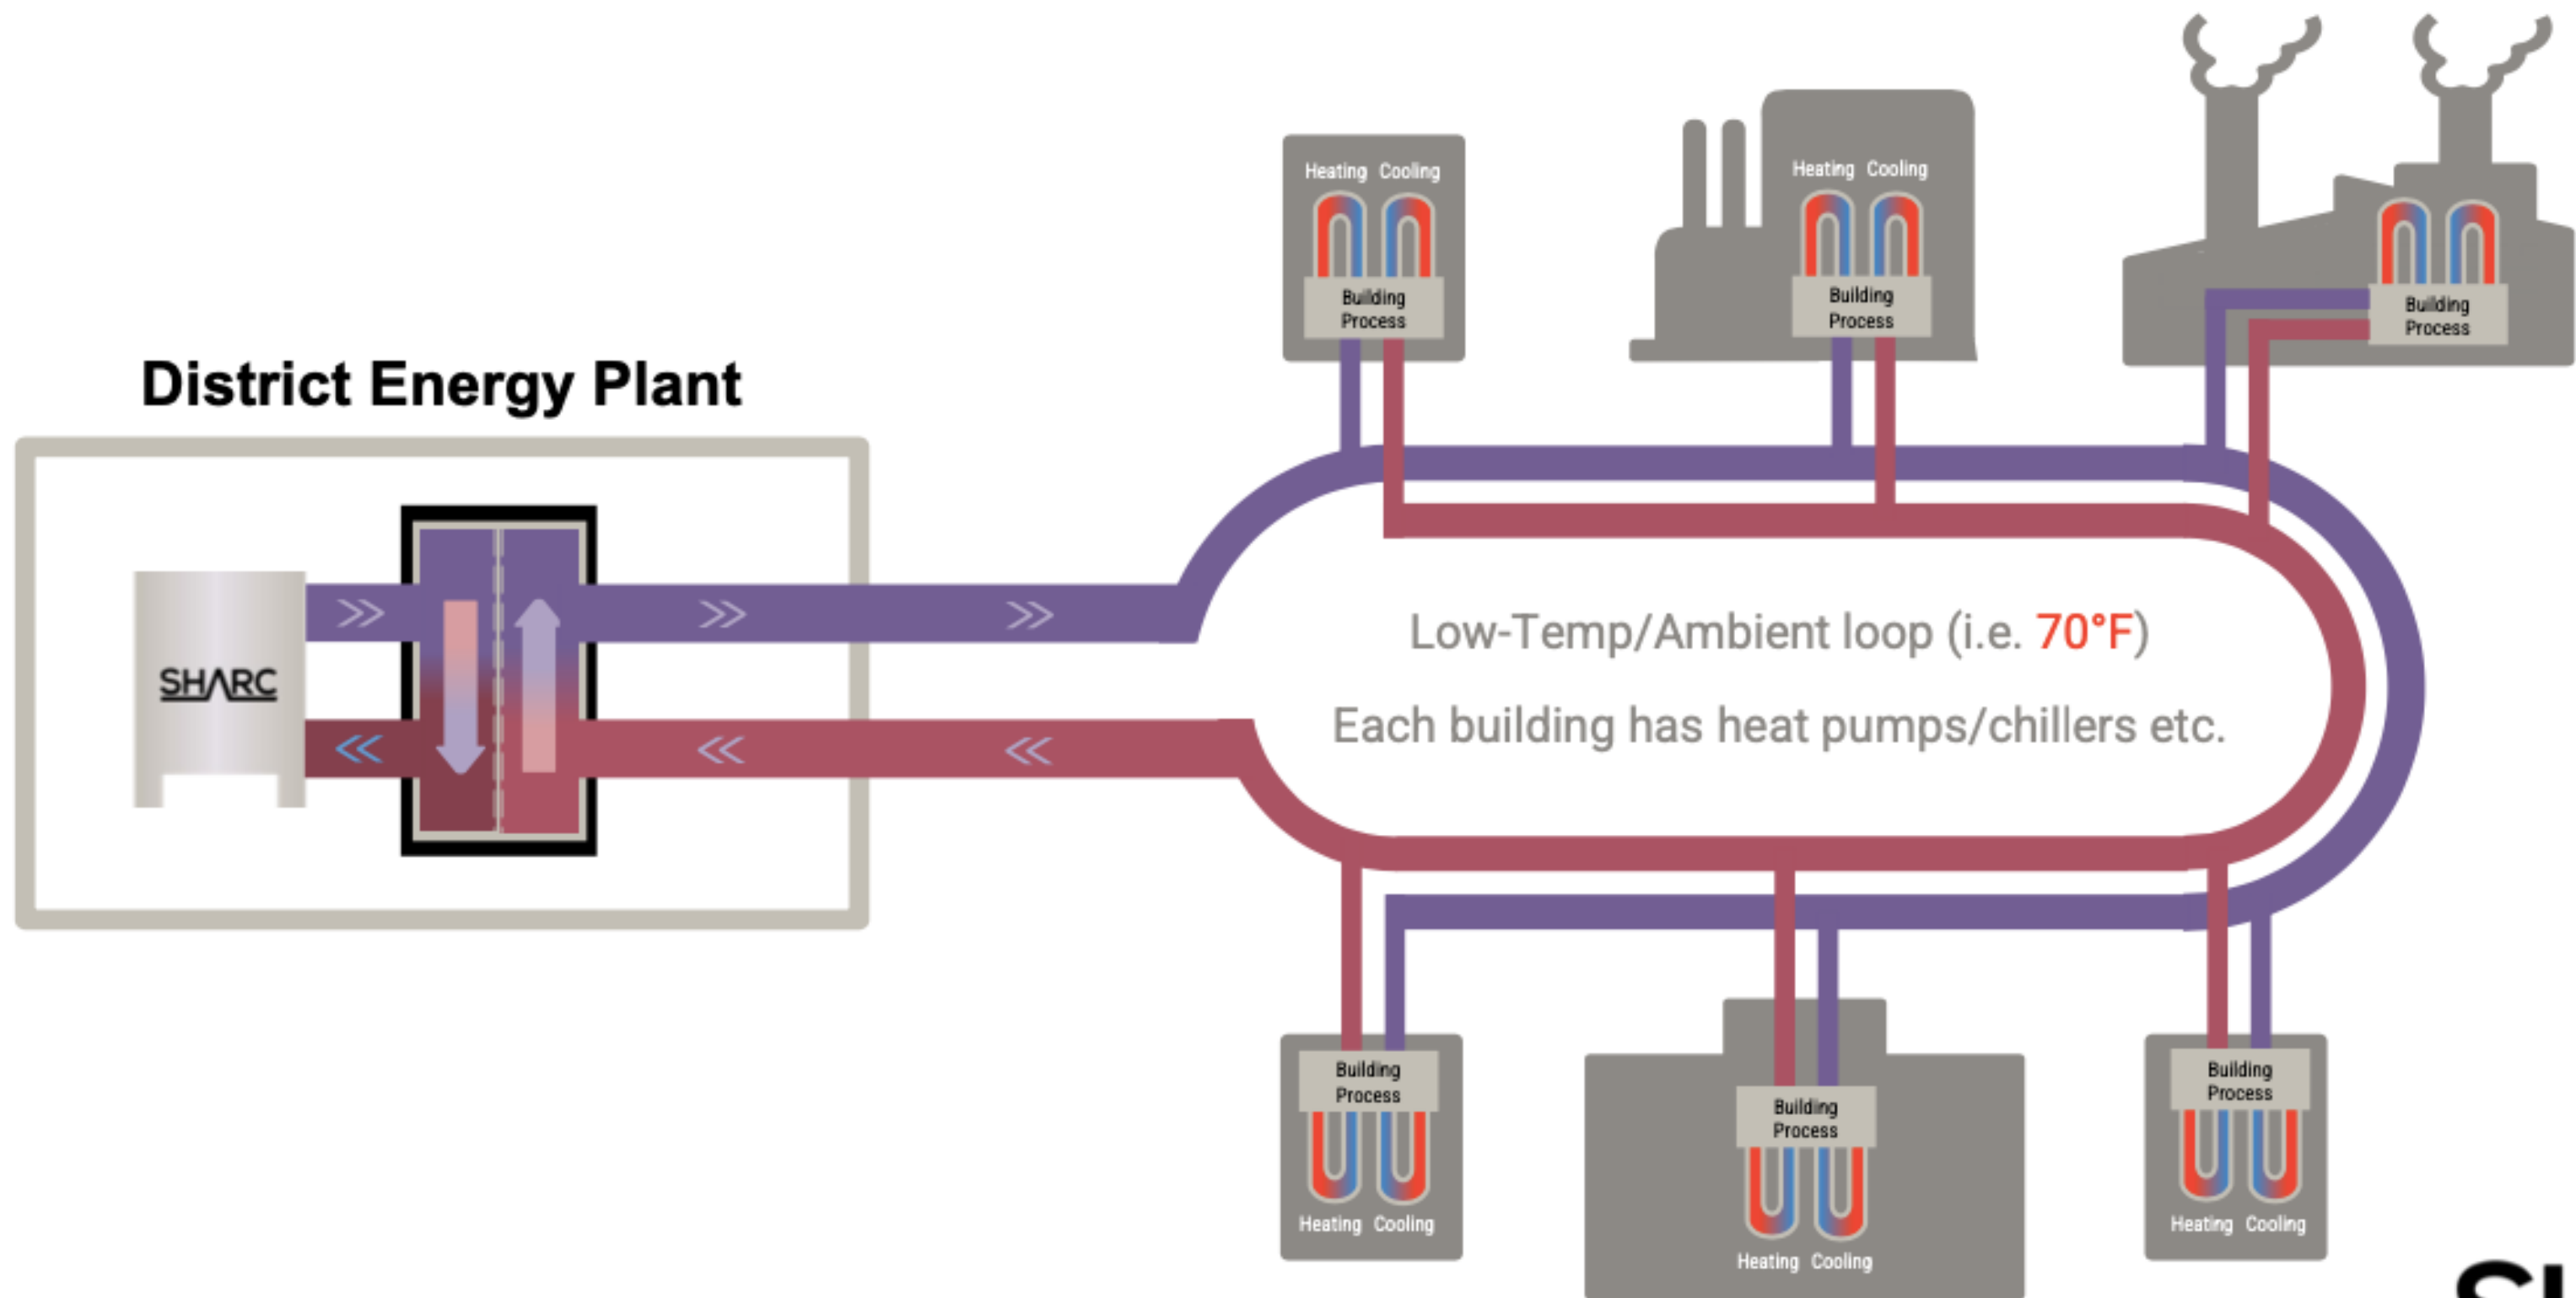 Heating Cooling
Building
Process
Heating Cooling
Building
Process
Building
Process
District Energy Plant
SHARC
Low-Temp/Ambient loop (i.e. 70°F)
Each building has heat pumps/chillers etc.
Building
Process
Heating Cooling
Building
Process
Heating Cooling
Building
Process
Heating Cooling